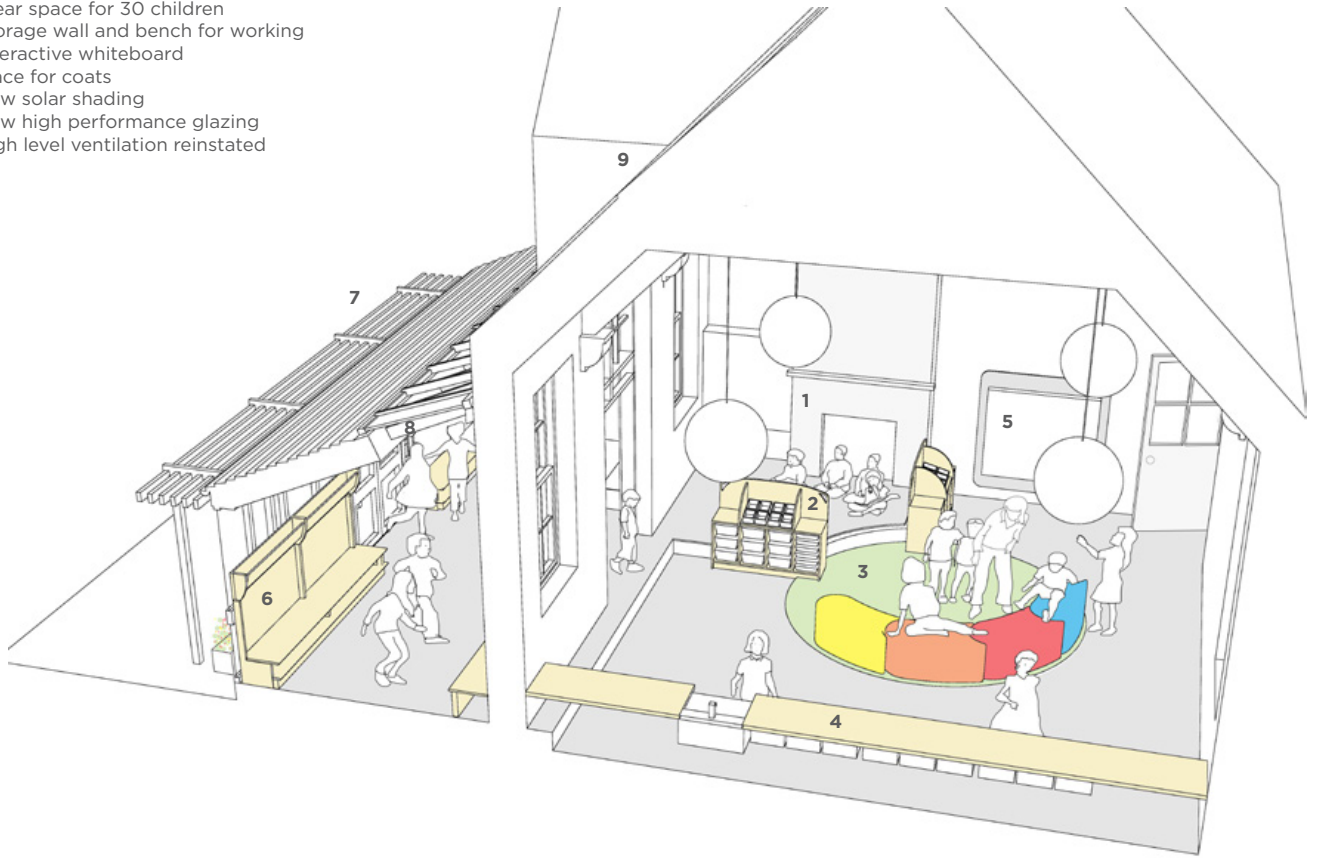 ear space for 30 children
orage wall and bench for working
eractive whiteboard
ace for coats
w solar shading
w high performance glazing
gh level ventilation reinstated
9
7
1
5
8
2
3
6
4